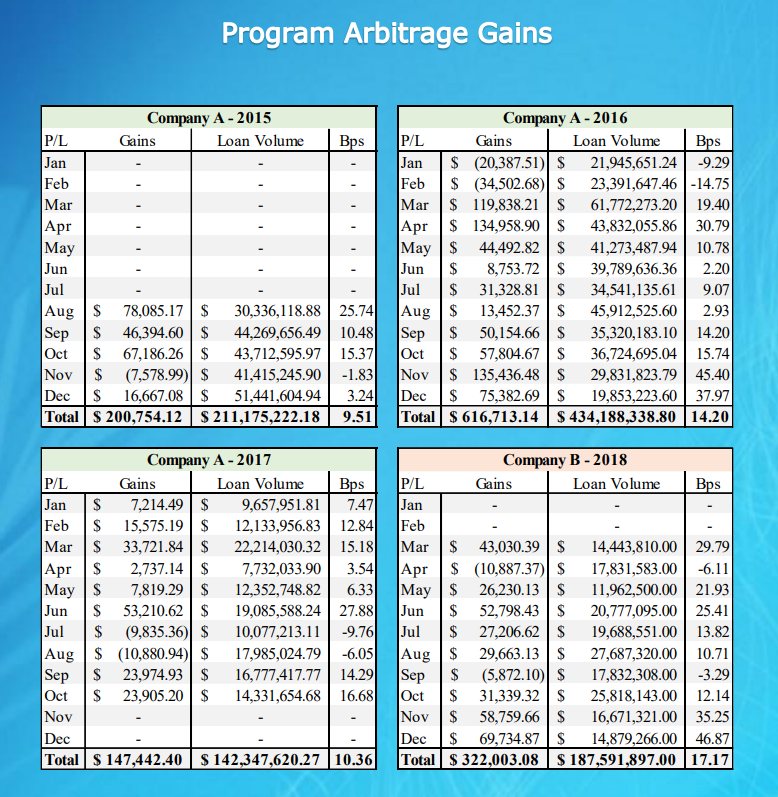 Program Arbitrage Gains
Company A - 2015
P/L Gains Loan Volume Bps
Jan - - -
Feb - - -
Mar - - -
Apr - - -
May - - -
Jun - - -
Jul - - -
Aug $ 78,085.17 $ 30,336,118.88 25.74
Sep $ 46,394.60 $ 44,269,656.49 10.48
Oct $ 67,186.26 $ 43,712,595.97 15.37
Nov $ (7,578.99) $ 41,415,245.90 -1.83
Dec $ 16,667.08 $ 51,441,604.94 3.24
Total $ 200,754.12 $ 211,175,222.18 9.51
Company A - 2016
P/L Gains Loan Volume Bps
Jan $ (20,387.51) $ 21,945,651.24 -9.29
Feb $ (34,502.68) $ 23,391,647.46 -14.75
Mar $ 119,838.21 $ 61,772,273.20 19.40
Apr $ 134,958.90 $ 43,832,055.86 30.79
May $ 44,492.82 $ 41,273,487.94 10.78
Jun $ 8,753.72 $ 39,789,636.36 2.20
Jul $ 31,328.81 $ 34,541,135.61 9.07
Aug $ 13,452.37 $ 45,912,525.60 2.93
Sep $ 50,154.66 $ 35,320,183.10 14.20
Oct $ 57,804.67 $ 36,724,695.04 15.74
Nov $ 135,436.48 $ 29,831,823.79 45.40
Dec $ 75,382.69 $ 19,853,223.60 37.97
Total $ 616,713.14 $ 434,188,338.80 14.20
Company A - 2017
P/L Gains Loan Volume Bps
Jan $ 7,214.49 $ 9,657,951.81 7.47
Feb $ 15,575.19 $ 12,133,956.83 12.84
Mar $ 33,721.84 $ 22,214,030.32 15.18
Apr $ 2,737.14 $ 7,732,033.90 3.54
May $ 7,819.29 $ 12,352,748.82 6.33
Jun $ 53,210.62 $ 19,085,588.24 27.88
Jul $ (9,835.36) $ 10,077,213.11 -9.76
Aug $ (10,880.94) $ 17,985,024.79 -6.05
Sep $ 23,974.93 $ 16,777,417.77 14.29
Oct $ 23,905.20 $ 14,331,654.68 16.68
Nov - - -
Dec - - -
Total $ 147,442.40 $ 142,347,620.27 10.36
Company B - 2018
P/L Gains Loan Volume Bps
Jan - - -
Feb - - -
Mar $ 43,030.39 $ 14,443,810.00 29.79
Apr $ (10,887.37) $ 17,831,583.00 -6.11
May $ 26,230.13 $ 11,962,500.00 21.93
Jun $ 52,798.43 $ 20,777,095.00 25.41
Jul $ 27,206.62 $ 19,688,551.00 13.82
Aug $ 29,663.13 $ 27,687,320.00 10.71
Sep $ (5,872.10) $ 17,832,308.00 -3.29
Oct $ 31,339.32 $ 25,818,143.00 12.14
Nov $ 58,759.66 $ 16,671,321.00 35.25
Dec $ 69,734.87 $ 14,879,266.00 46.87
Total $ 322,003.08 $ 187,591,897.00 17.17